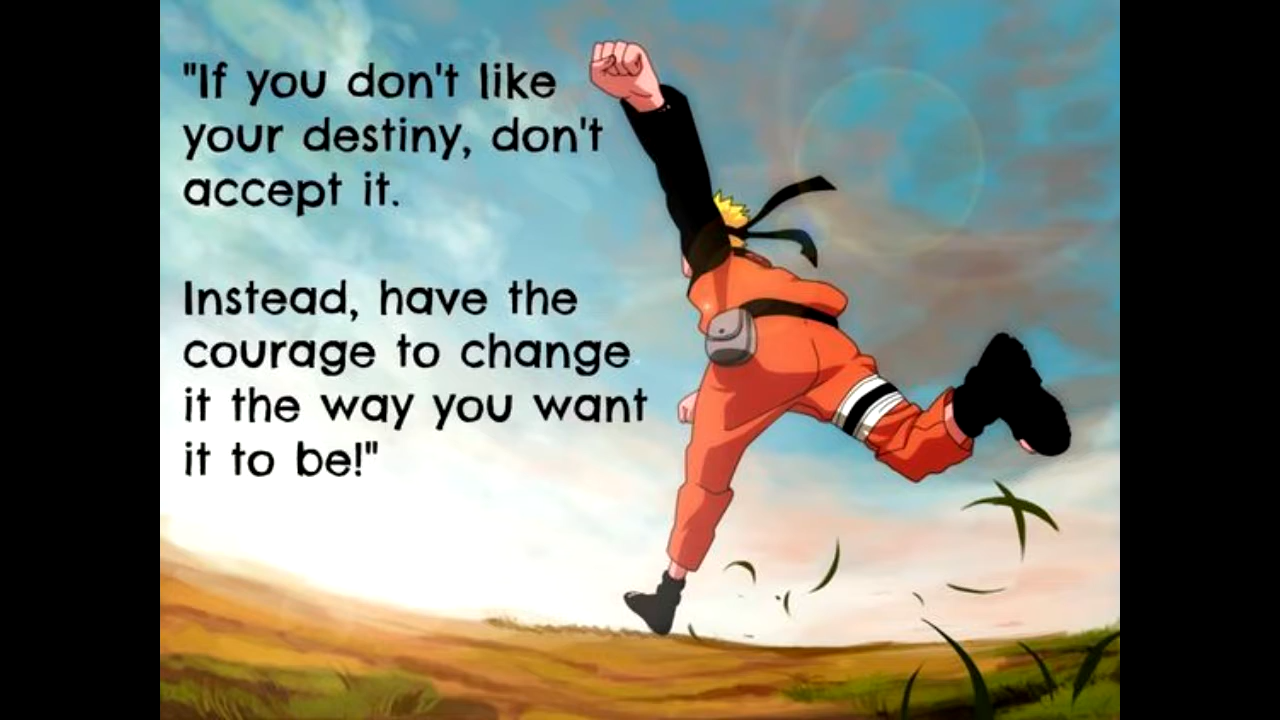 "If you don't like
your destiny, don't
accept it.
Instead, have the
courage to change
it the way you want
it to be!"